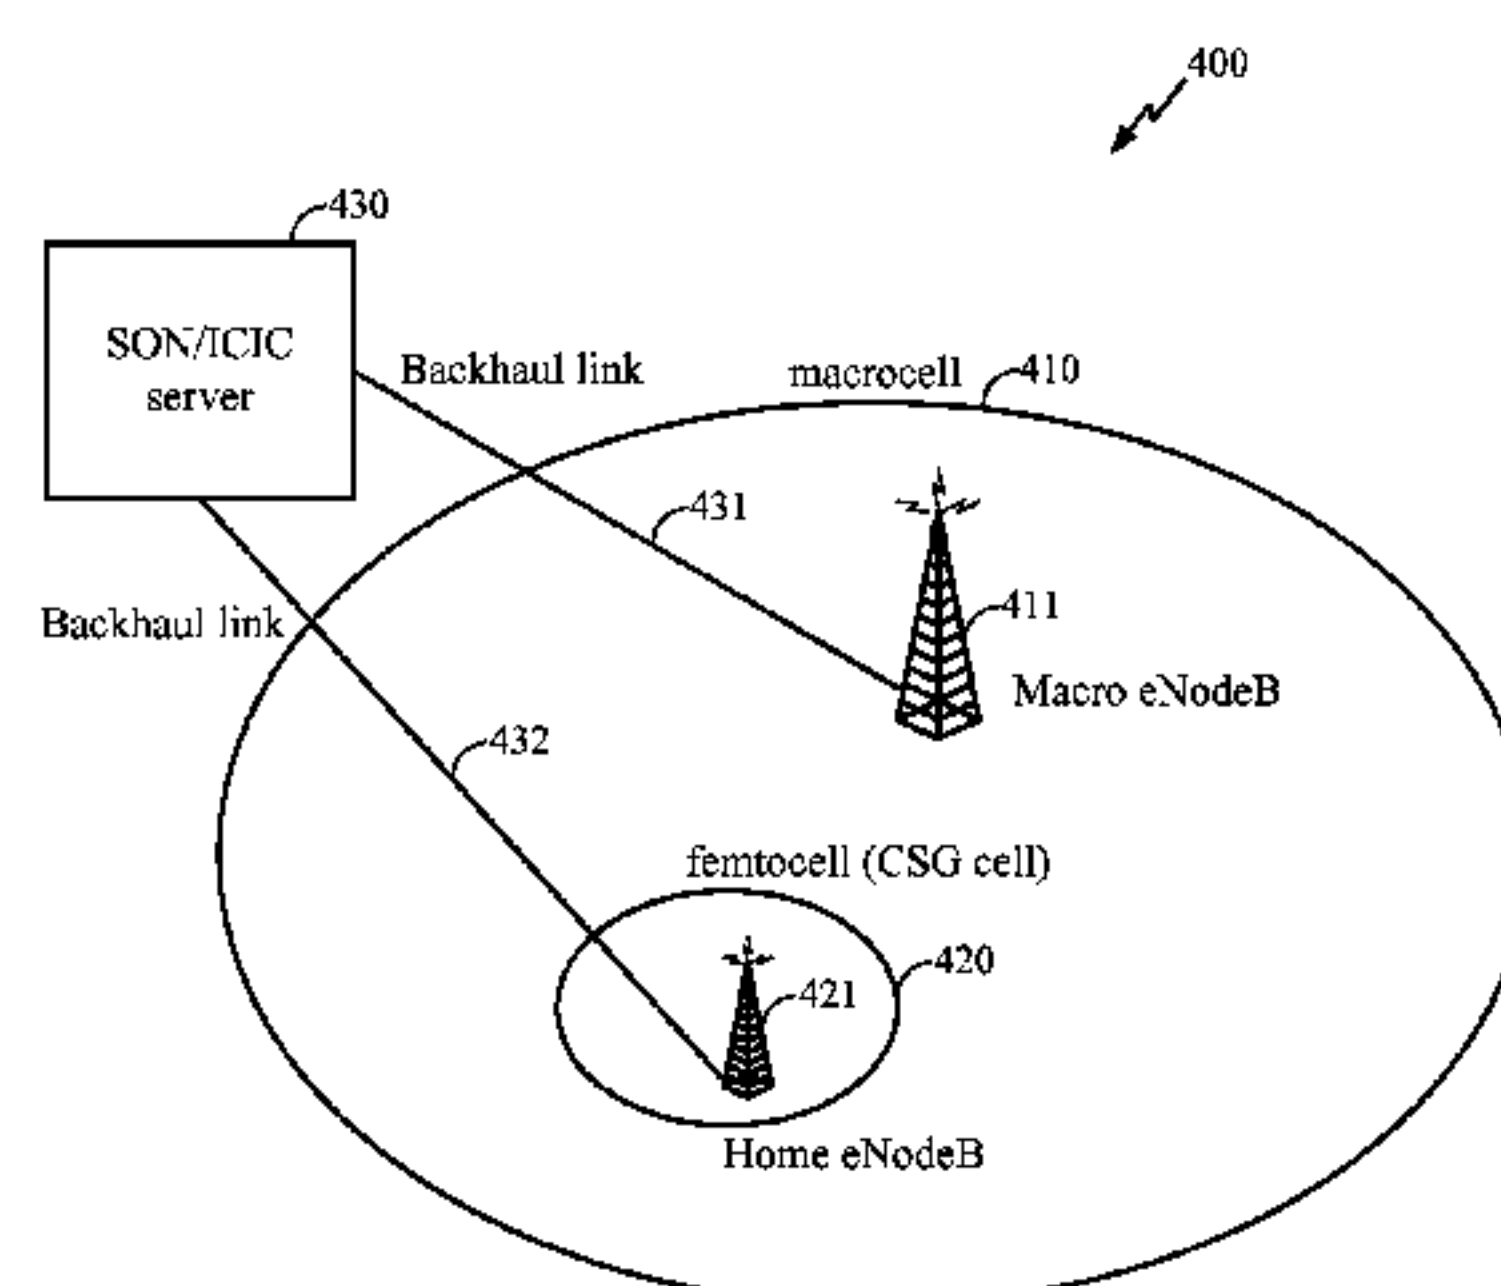 400
430
SON/ICIC
server
Backhaul link
macrocell
410
431
411
Backhaul link
Macro eNodeB
432
femtocell (CSG cell)
420
421
Home eNodeB